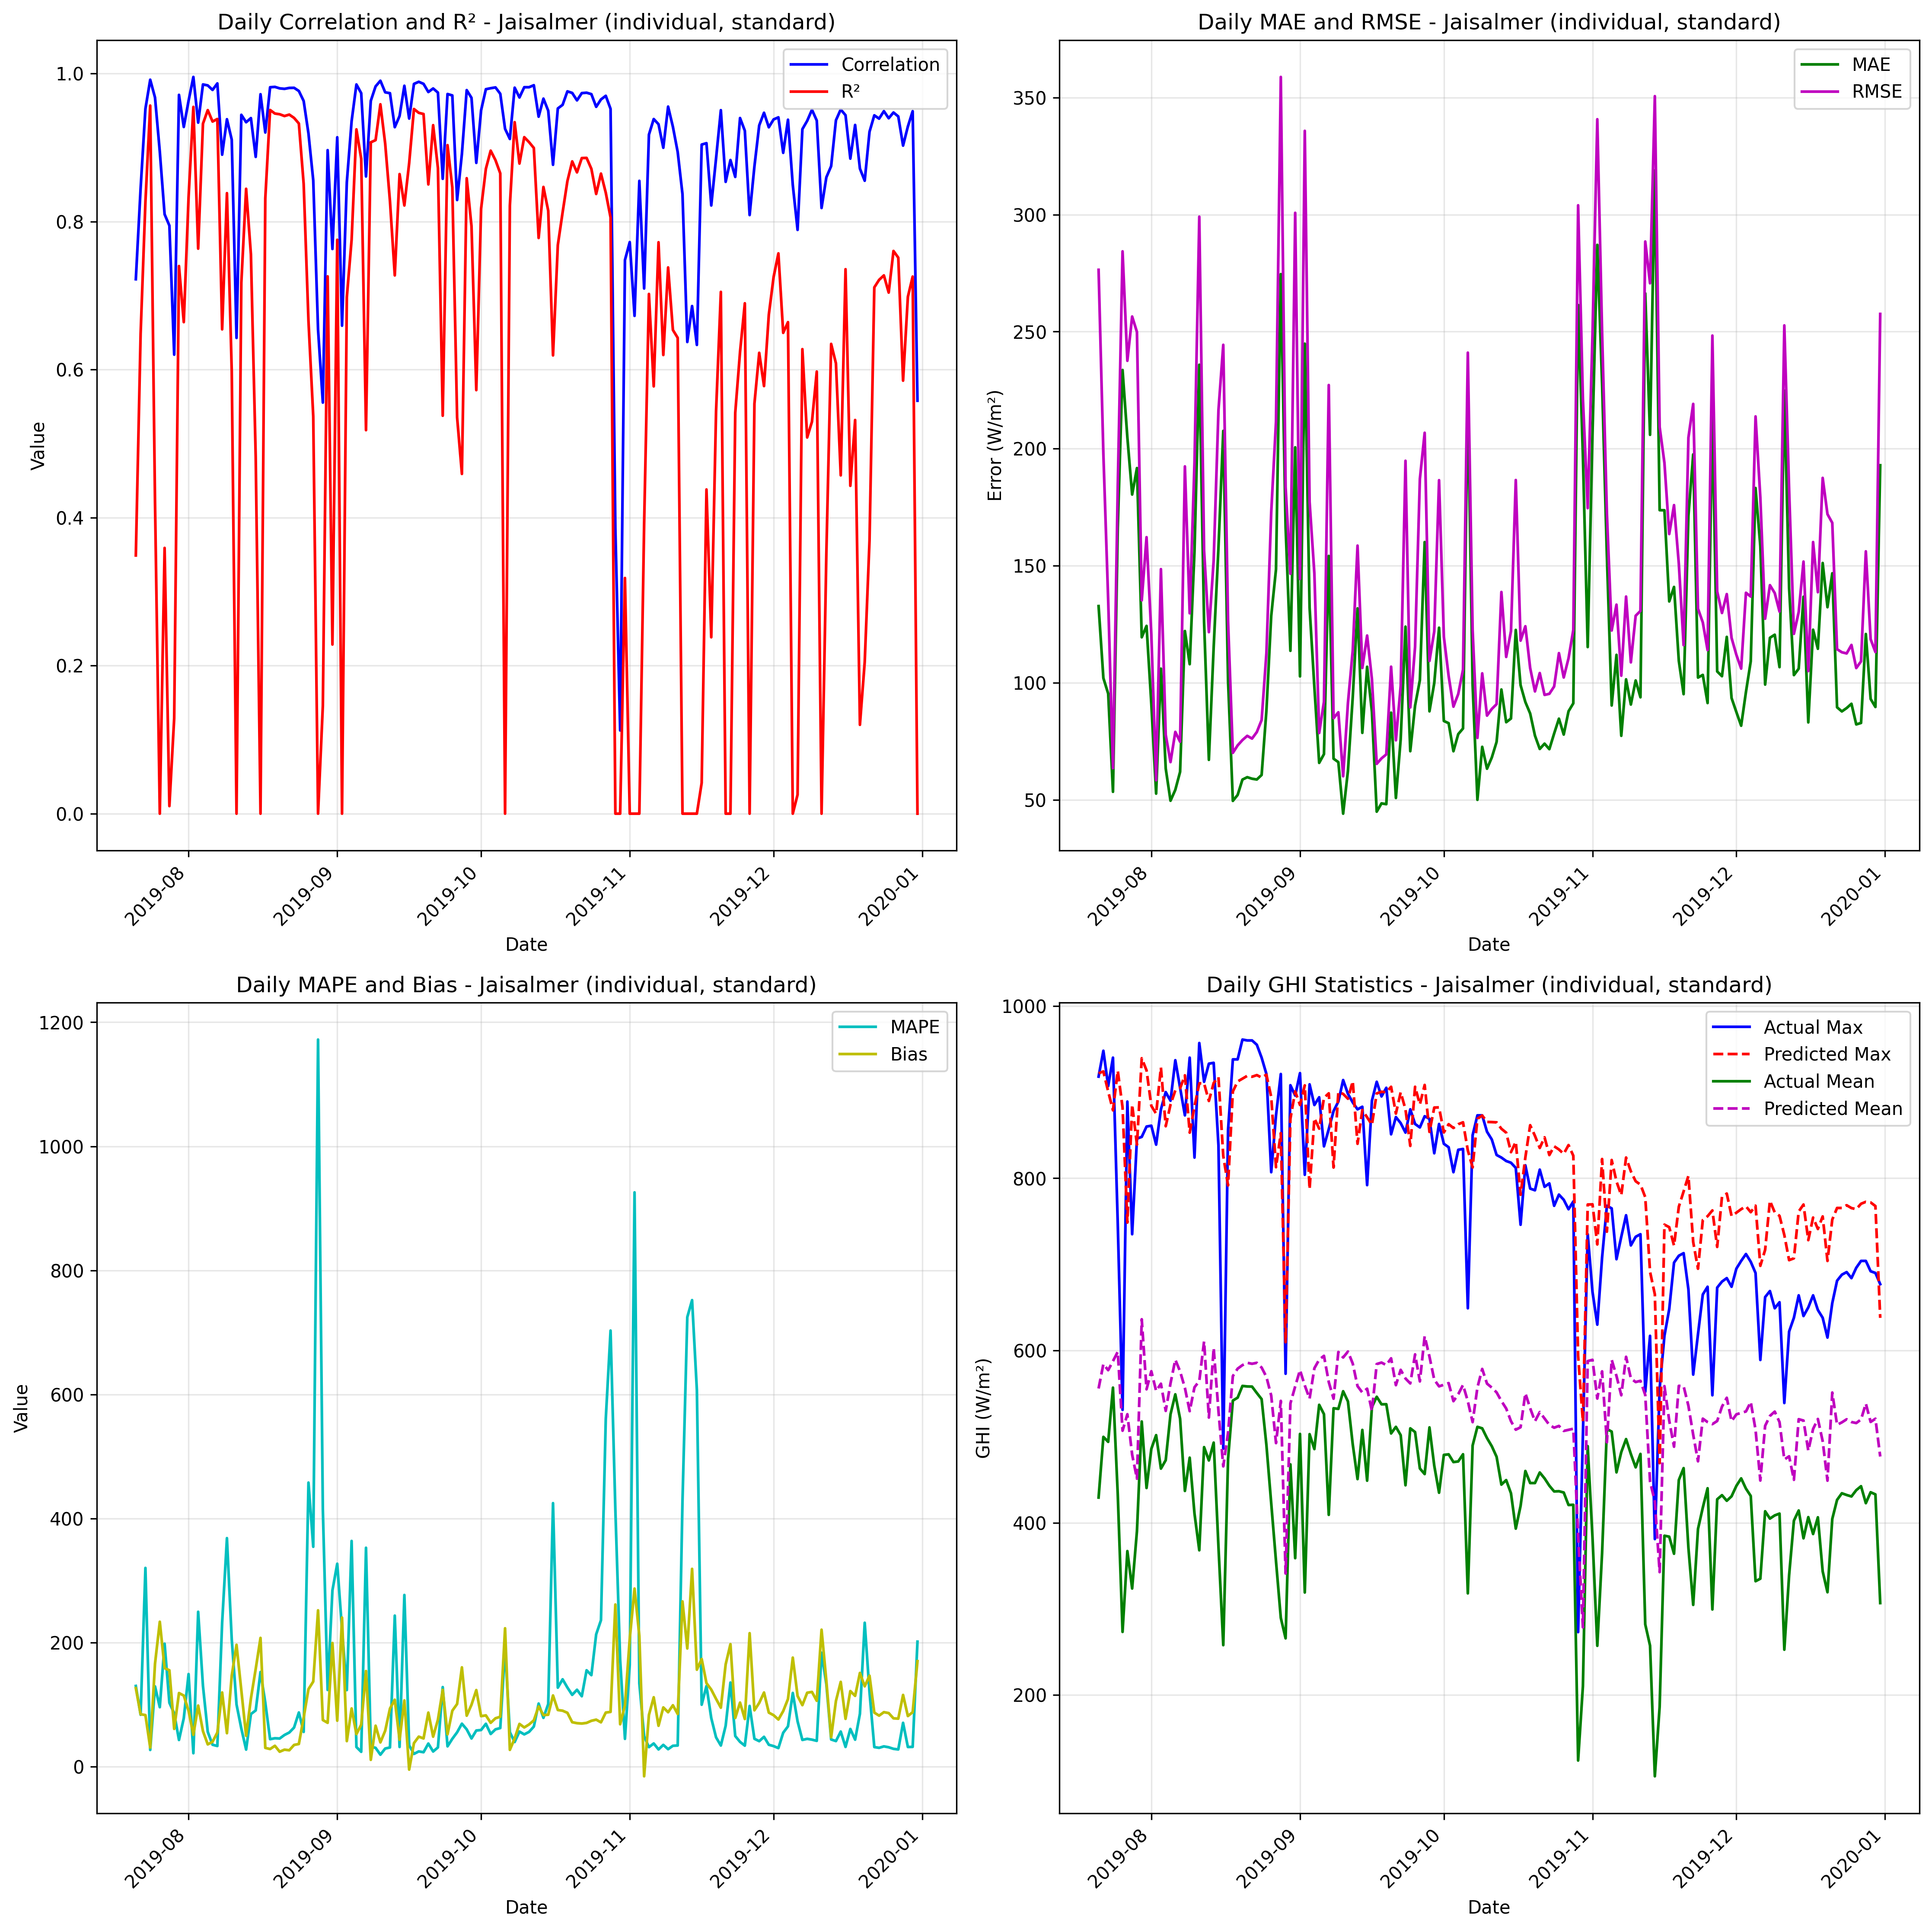 Daily Correlation and R² - Jaisalmer (individual, standard)
Correlation
R²
1.0
0.8
0.6
0.4
0.2
0.0
Value
2019-08
2019-09
2019-10
2019-11
2019-12
2020-01
Date
Daily MAE and RMSE - Jaisalmer (individual, standard)
MAE
RMSE
350
300
250
200
150
100
50
Error (W/m²)
2019-08
2019-09
2019-10
2019-11
2019-12
2020-01
Date
Daily MAPE and Bias - Jaisalmer (individual, standard)
MAPE
Bias
1200
1000
800
600
400
200
0
Value
2019-08
2019-09
2019-10
2019-11
2019-12
2020-01
Date
Daily GHI Statistics - Jaisalmer (individual, standard)
Actual Max
Predicted Max
Actual Mean
Predicted Mean
1000
800
600
400
200
GHI (W/m²)
2019-08
2019-09
2019-10
2019-11
2019-12
2020-01
Date